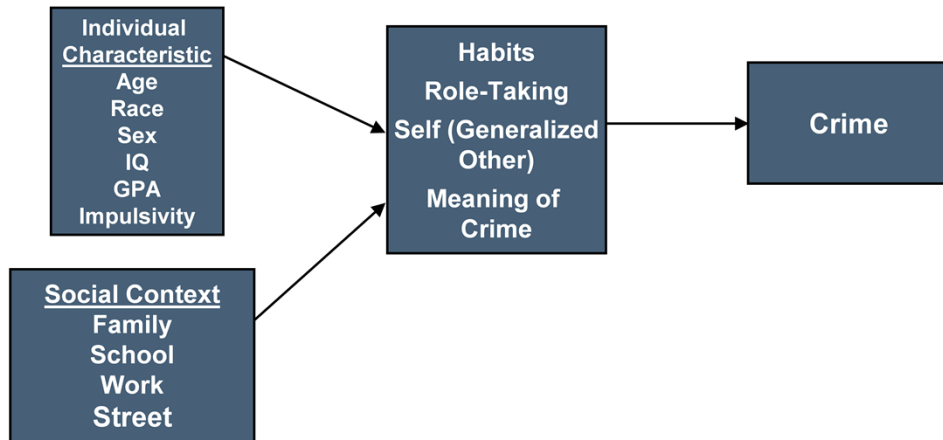 Individual
Characteristic
Age
Race
Sex
IQ
GPA
Impulsivity
Social Context
Family
School
Work
Street
Habits
Role-Taking
Self (Generalized
Other)
Meaning of
Crime
Crime